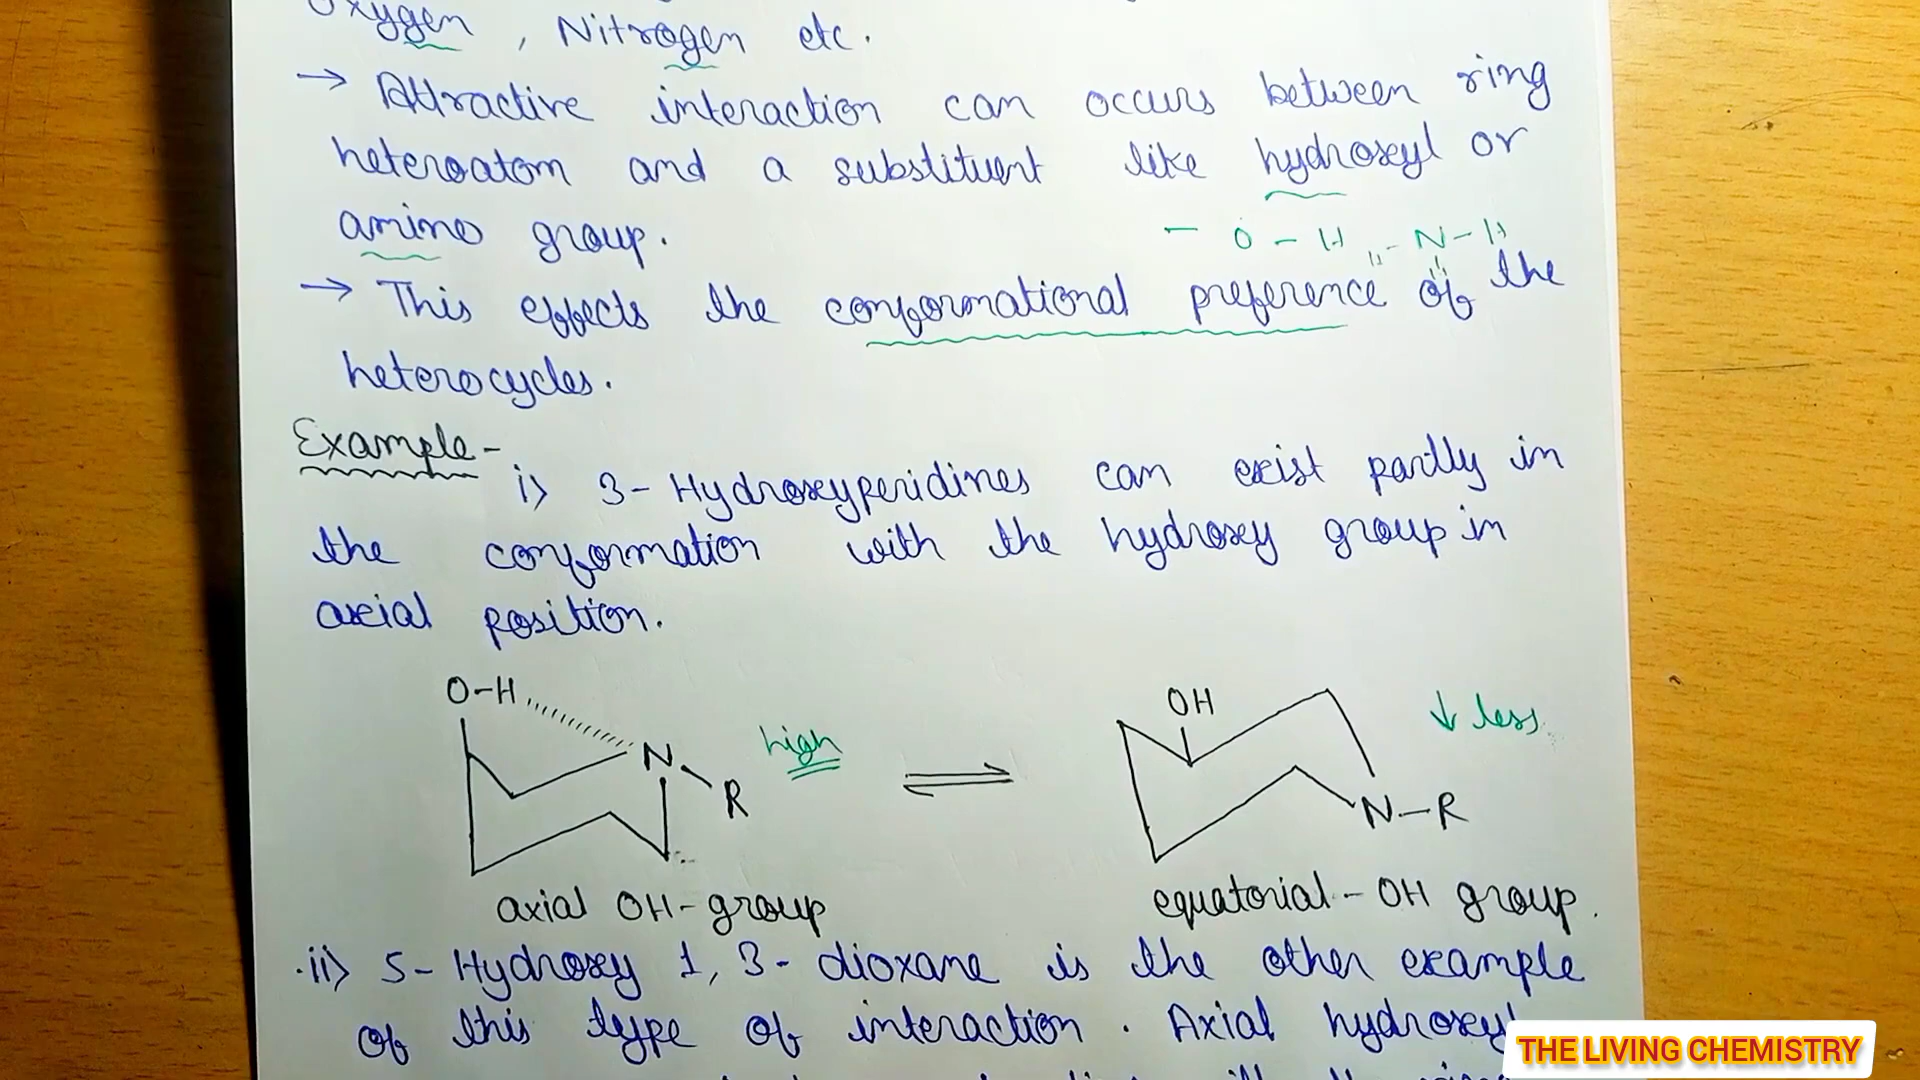 Oxygen , Nitrogen etc.
→ Attractive interaction can occurs between ring
heteroatom and a substituent like hydroxyl or
amino group.
- O - H H - N - H
H
→ This effects the conformational preference of the
heterocycles.
Example -
i> 3-Hydroxyperidines can exist partly in
the conformation with the hydroxy group in
axial position.
O-H
N
R
high
OH
N-R
↓ less
axial OH-group
equatorial - OH group.
ii> 5-Hydroxy 1,3-dioxane is the other example
of this type of interaction. Axial hydroxyl
THE LIVING CHEMISTRY